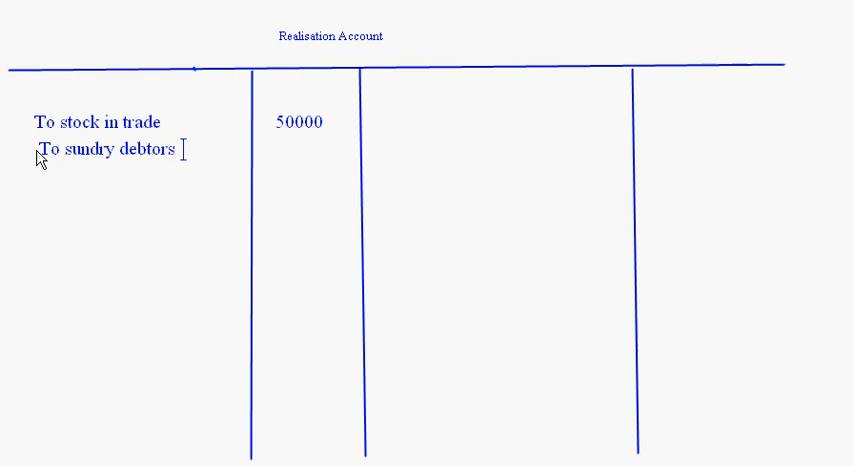 Realisation Account
To stock in trade 50000
To sundry debtors